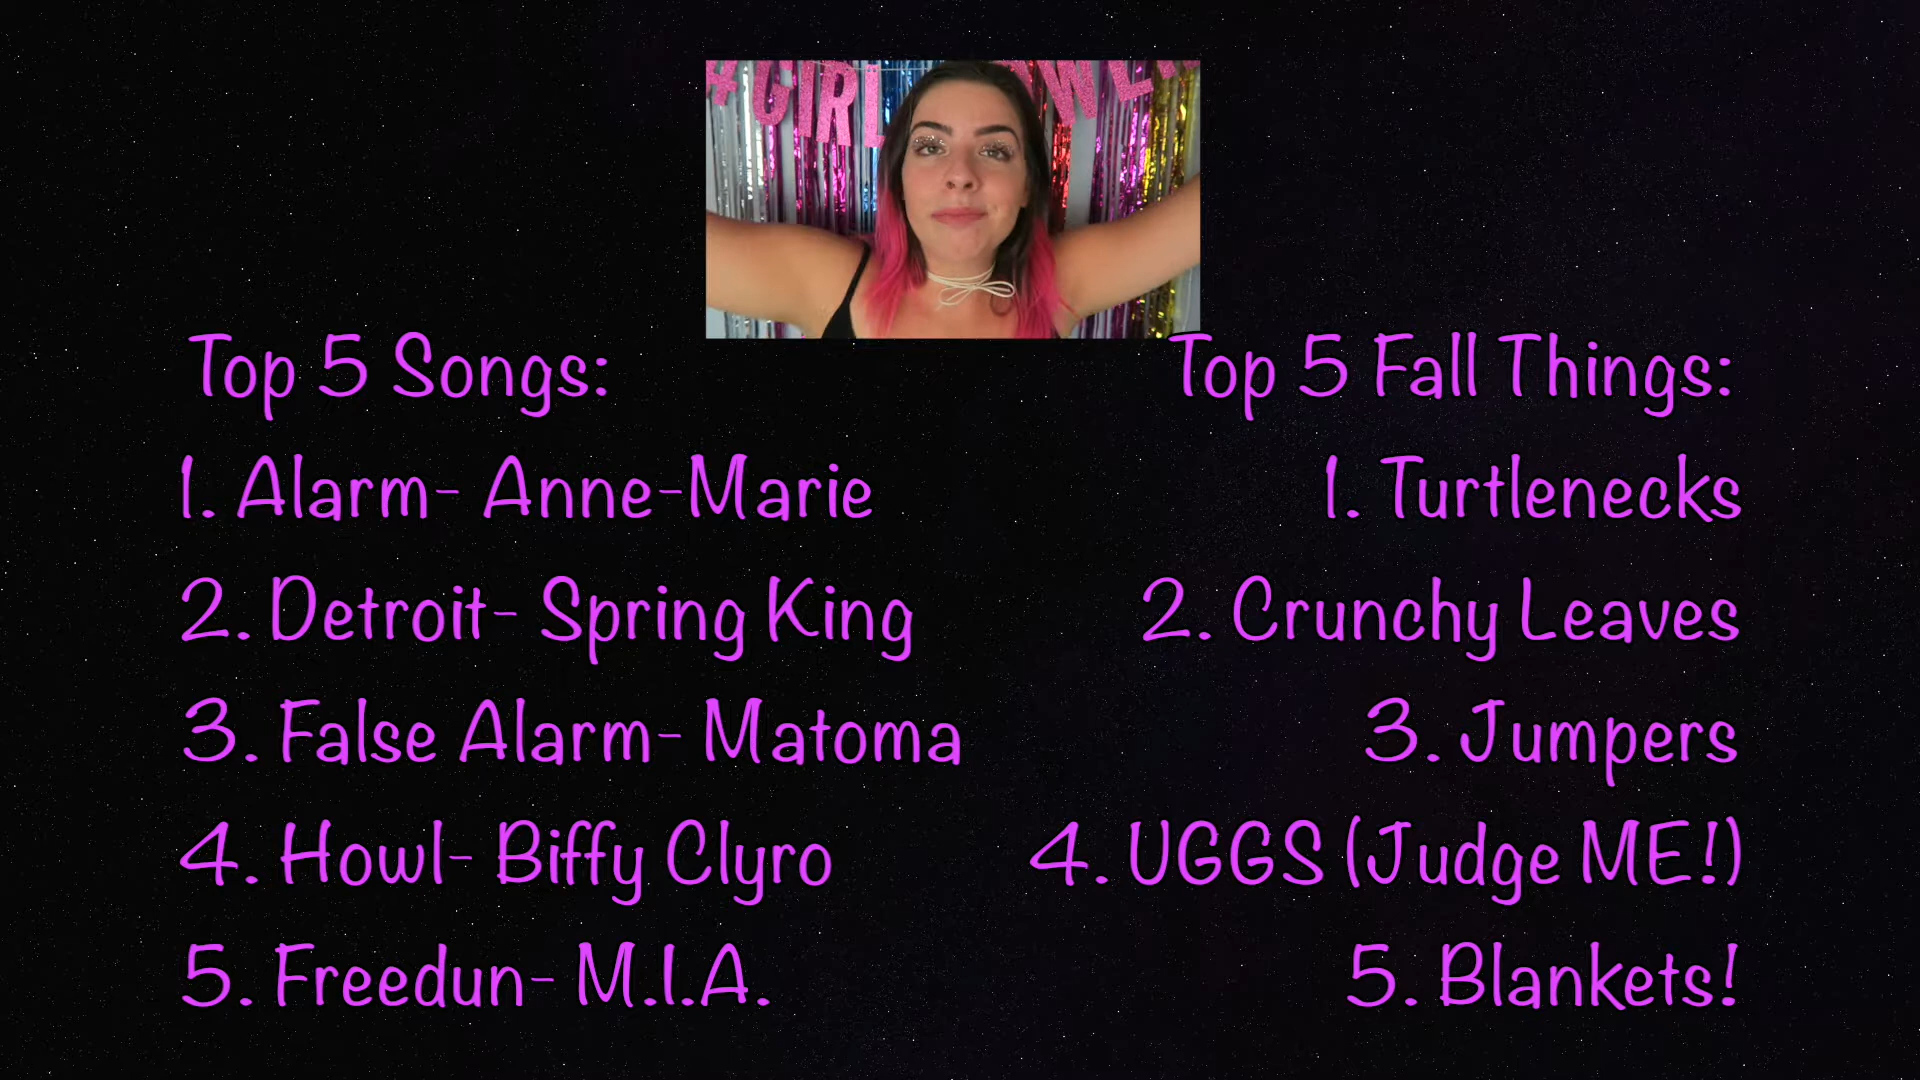 #GIRL
Top 5 Songs:
1. Alarm- Anne-Marie
2. Detroit- Spring King
3. False Alarm- Matoma
4. Howl- Biffy Clyro
5. Freedun- M.I.A.
Top 5 Fall Things:
1. Turtlenecks
2. Crunchy Leaves
3. Jumpers
4. UGGS (Judge ME!)
5. Blankets!